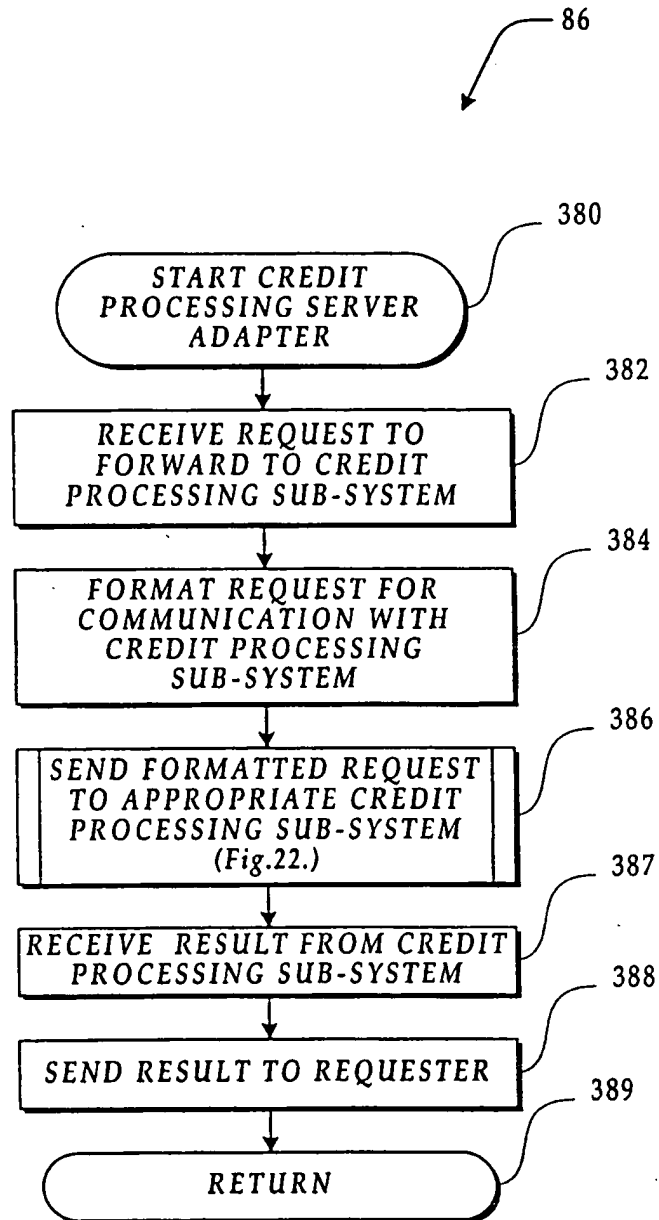 86
380
START CREDIT
PROCESSING SERVER
ADAPTER
382
RECEIVE REQUEST TO
FORWARD TO CREDIT
PROCESSING SUB-SYSTEM
384
FORMAT REQUEST FOR
COMMUNICATION WITH
CREDIT PROCESSING
SUB-SYSTEM
386
SEND FORMATTED REQUEST
TO APPROPRIATE CREDIT
PROCESSING SUB-SYSTEM
(Fig.22.)
387
RECEIVE RESULT FROM CREDIT
PROCESSING SUB-SYSTEM
388
SEND RESULT TO REQUESTER
389
RETURN